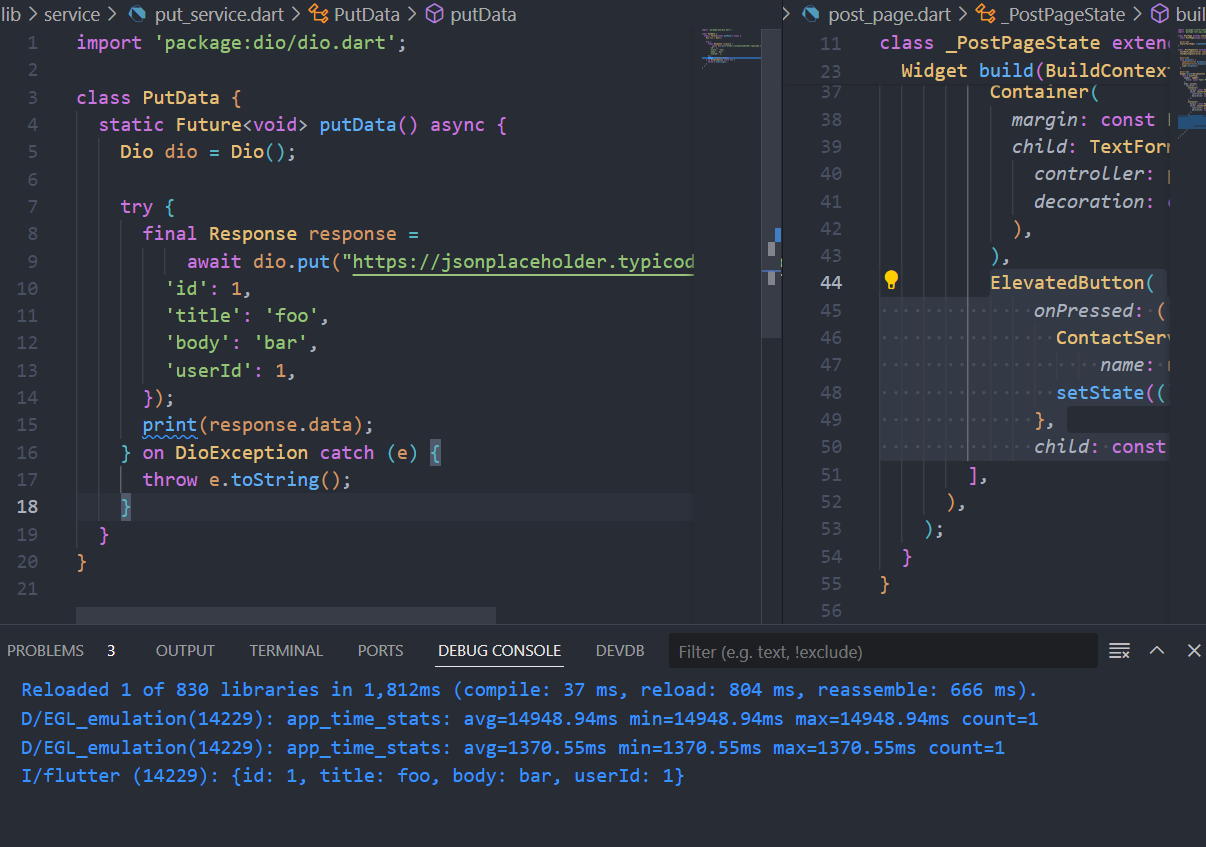 lib > service > put_service.dart > PutData > putData
1 import 'package:dio/dio.dart';
2
3 class PutData {
4 static Future<void> putData() async {
5 Dio dio = Dio();
6
7 try {
8 final Response response =
9 await dio.put("https://jsonplaceholder.typicod
10 'id': 1,
11 'title': 'foo',
12 'body': 'bar',
13 'userId': 1,
14 });
15 print(response.data);
16 } on DioException catch (e) {
17 throw e.toString();
18 }
19 }
20 }
21
> post_page.dart > _PostPageState > buil
11 class _PostPageState exten
23 Widget build(BuildContext
37 Container(
38 margin: const
39 child: TextForm
40 controller:
41 decoration:
42 ),
43 ),
44 ElevatedButton(
45 onPressed: (
46 ContactServ
47 name:
48 setState((
49 },
50 child: const
51 ],
52 ),
53 );
54 }
55 }
56
PROBLEMS 3 OUTPUT TERMINAL PORTS DEBUG CONSOLE DEVDB Filter (e.g. text, !exclude)
Reloaded 1 of 830 libraries in 1,812ms (compile: 37 ms, reload: 804 ms, reassemble: 666 ms).
D/EGL_emulation(14229): app_time_stats: avg=14948.94ms min=14948.94ms max=14948.94ms count=1
D/EGL_emulation(14229): app_time_stats: avg=1370.55ms min=1370.55ms max=1370.55ms count=1
I/flutter (14229): {id: 1, title: foo, body: bar, userId: 1}